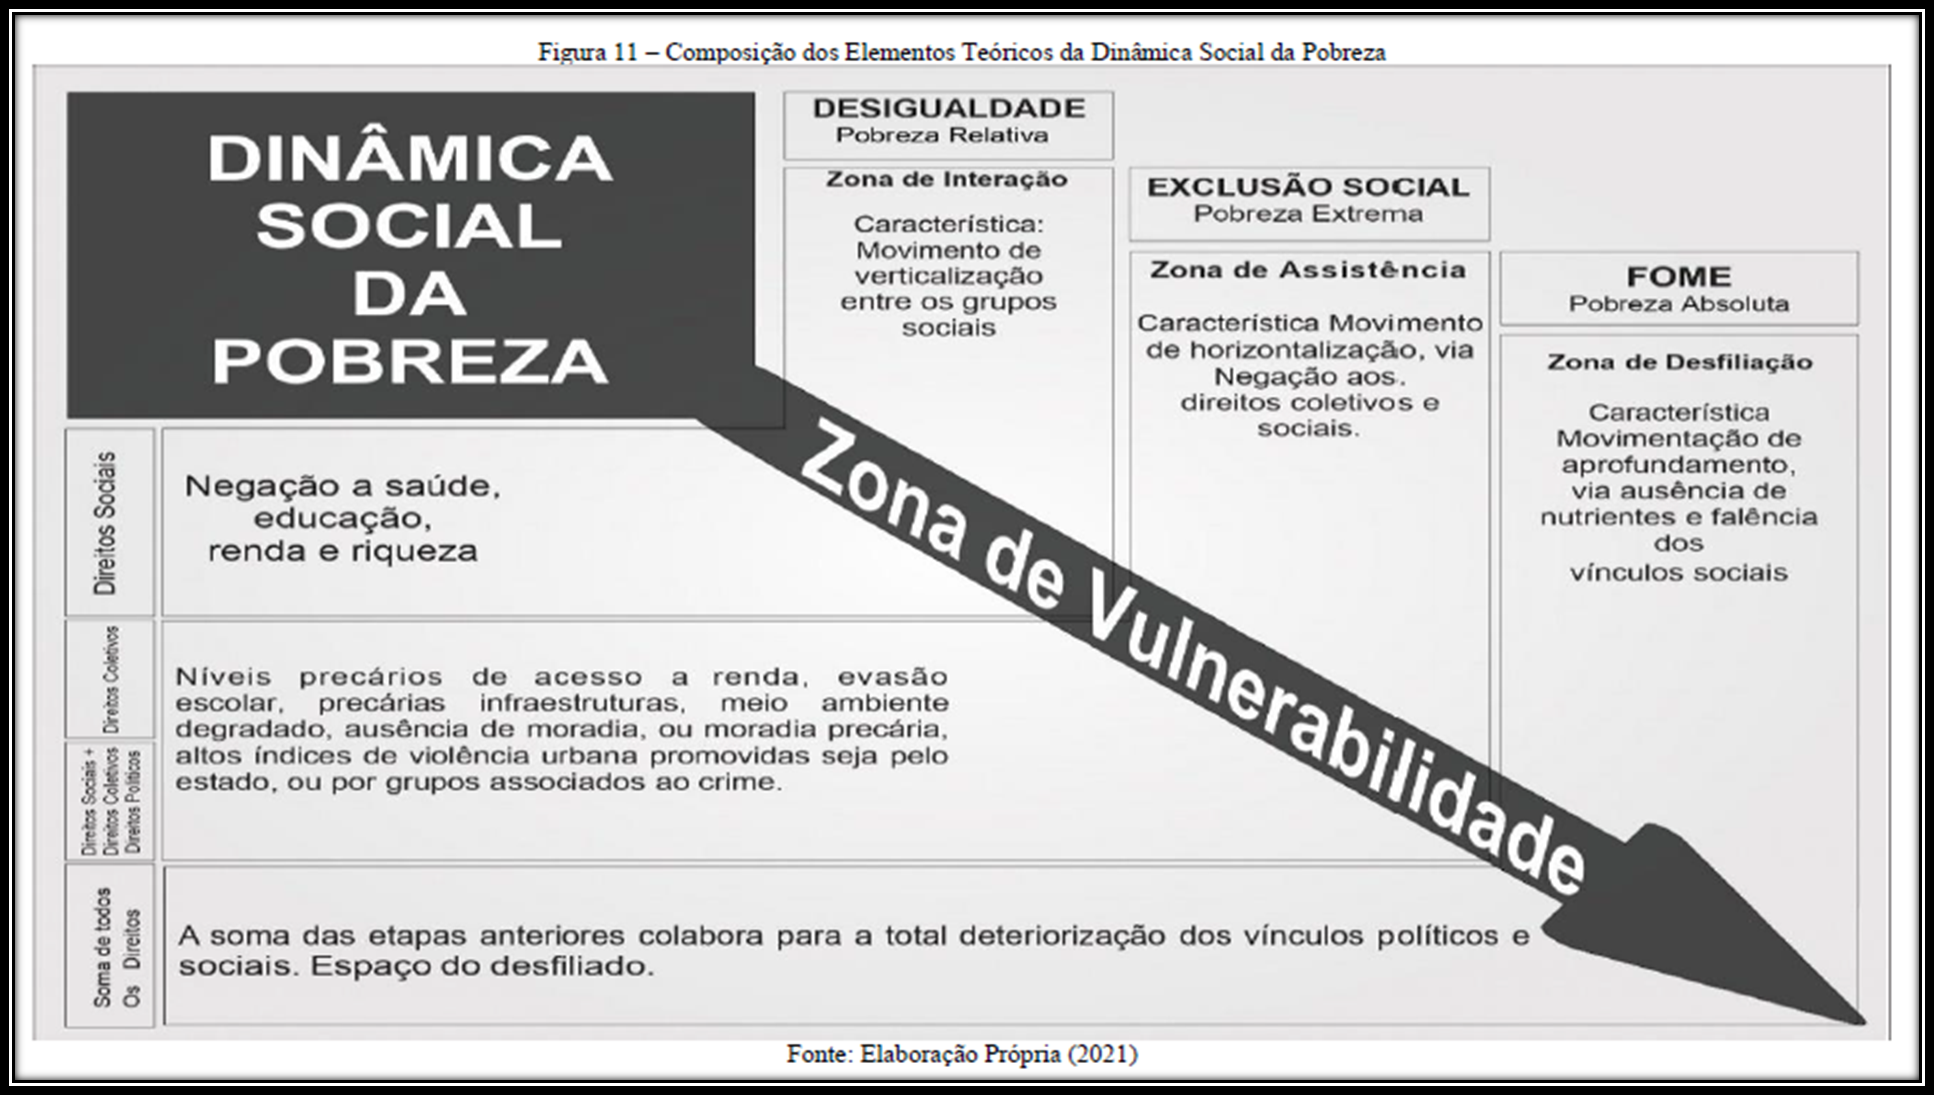 Figura 11 – Composição dos Elementos Teóricos da Dinâmica Social da Pobreza
DINÂMICA
SOCIAL
DA
POBREZA
DESIGUALDADE
Pobreza Relativa
Zona de Interação
Característica:
Movimento de
verticalização
entre os grupos
sociais
EXCLUSÃO SOCIAL
Pobreza Extrema
Zona de Assistência
Característica Movimento
de horizontalização, via
Negação aos.
direitos coletivos e
sociais.
FOME
Pobreza Absoluta
Zona de Desfiliação
Característica
Movimentação de
aprofundamento,
via ausência de
nutrientes e falência
dos
vínculos sociais
Zona de Vulnerabilidade
Direitos Sociais
Negação a saúde,
educação,
renda e riqueza
Direitos Coletivos
Níveis precários de acesso a renda, evasão
escolar, precárias infraestruturas, meio ambiente
degradado, ausência de moradia, ou moradia precária,
altos índices de violência urbana promovidas seja pelo
estado, ou por grupos associados ao crime.
Direitos Sociais +
Direitos Coletivos
Direitos Políticos
Soma de todos
Os Direitos
A soma das etapas anteriores colabora para a total deteriorização dos vínculos políticos e
sociais. Espaço do desfiliado.
Fonte: Elaboração Própria (2021)